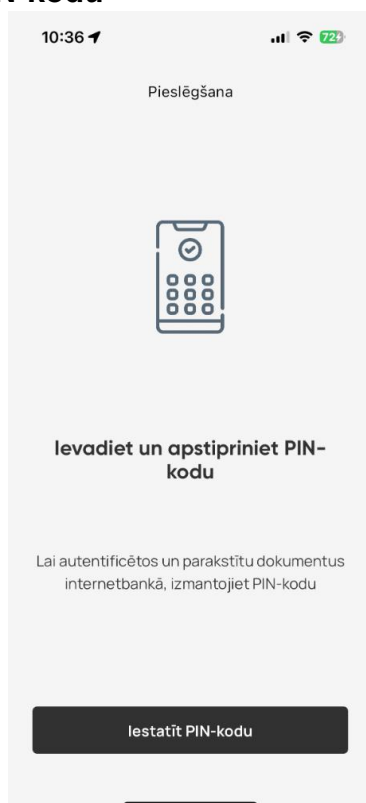 10:36
72
Pieslēgšana
Ievadiet un apstipriniet PIN-
kodu
Lai autentificētos un parakstītu dokumentus
internetbankā, izmantojiet PIN-kodu
Iestatīt PIN-kodu